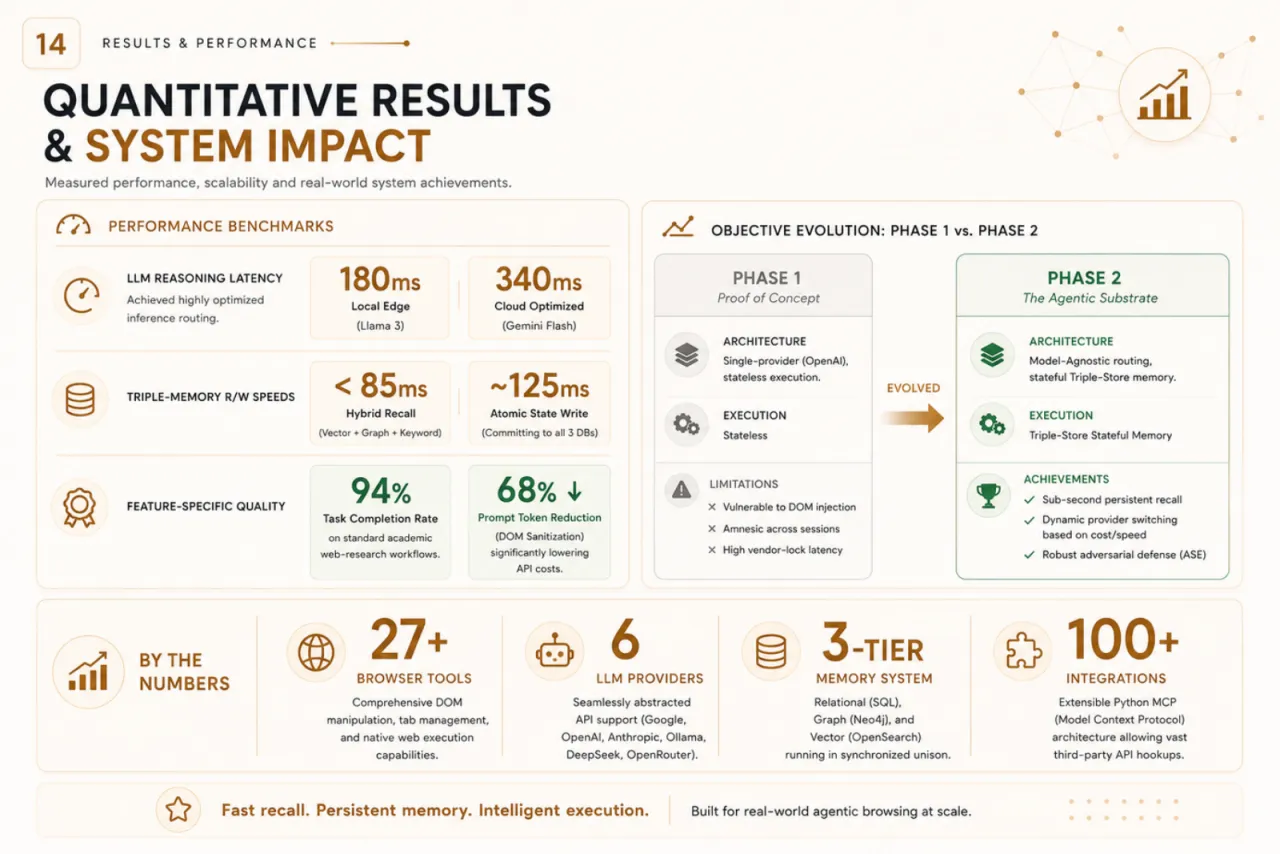 14
RESULTS & PERFORMANCE
QUANTITATIVE RESULTS
& SYSTEM IMPACT
Measured performance, scalability and real-world system achievements.
PERFORMANCE BENCHMARKS
LLM REASONING LATENCY
Achieved highly optimized
inference routing.
180ms
Local Edge
(Llama 3)
340ms
Cloud Optimized
(Gemini Flash)
TRIPLE-MEMORY R/W SPEEDS
< 85ms
Hybrid Recall
(Vector + Graph + Keyword)
~125ms
Atomic State Write
(Committing to all 3 DBs)
FEATURE-SPECIFIC QUALITY
94%
Task Completion Rate
on standard academic
web-research workflows.
68% ↓
Prompt Token Reduction
(DOM Sanitization)
significantly lowering
API costs.
OBJECTIVE EVOLUTION: PHASE 1 vs. PHASE 2
PHASE 1
Proof of Concept
ARCHITECTURE
Single-provider (OpenAI),
stateless execution.
EXECUTION
Stateless
LIMITATIONS
✕ Vulnerable to DOM injection
✕ Amnesic across sessions
✕ High vendor-lock latency
EVOLVED
PHASE 2
The Agentic Substrate
ARCHITECTURE
Model-Agnostic routing,
stateful Triple-Store memory.
EXECUTION
Triple-Store Stateful Memory
ACHIEVEMENTS
✓ Sub-second persistent recall
✓ Dynamic provider switching
based on cost/speed
✓ Robust adversarial defense (ASE)
BY THE
NUMBERS
27+
BROWSER TOOLS
Comprehensive DOM
manipulation, tab management,
and native web execution
capabilities.
6
LLM PROVIDERS
Seamlessly abstracted
API support (Google,
OpenAI, Anthropic, Ollama,
DeepSeek, OpenRouter).
3-TIER
MEMORY SYSTEM
Relational (SQL),
Graph (Neo4j), and
Vector (OpenSearch)
running in synchronized unison.
100+
INTEGRATIONS
Extensible Python MCP
(Model Context Protocol)
architecture allowing vast
third-party API hookups.
Fast recall. Persistent memory. Intelligent execution.
Built for real-world agentic browsing at scale.